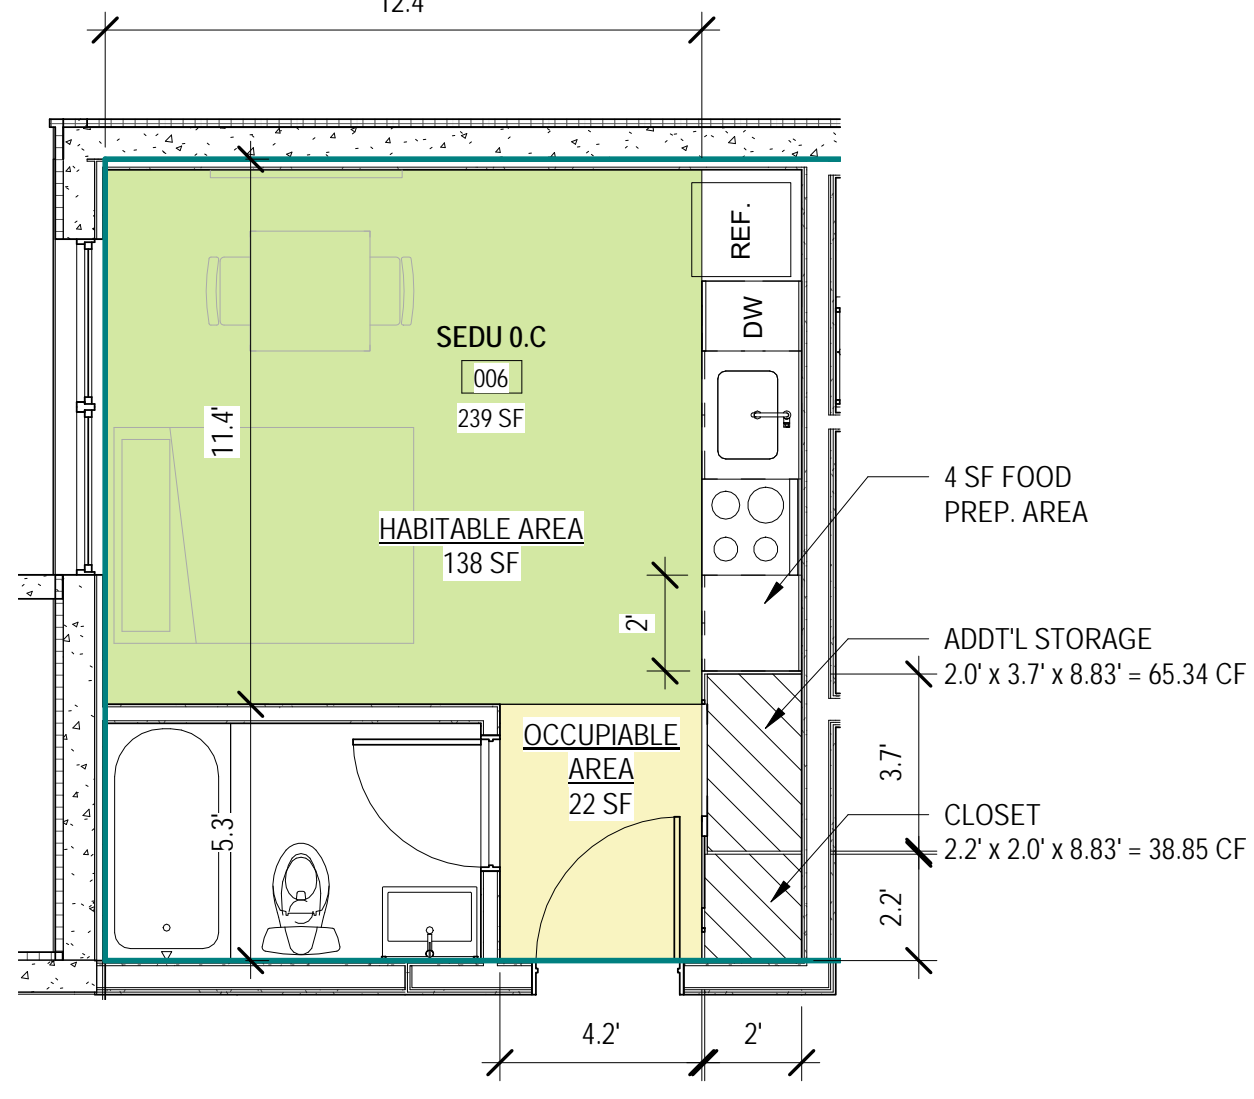 12.4
REF.
DW
SEDU 0.C
006
239 SF
11.4'
HABITABLE AREA
138 SF
2'
4 SF FOOD
PREP. AREA
ADDT'L STORAGE
2.0' x 3.7' x 8.83' = 65.34 CF
OCCUPIABLE
AREA
22 SF
3.7'
5.3'
CLOSET
2.2' x 2.0' x 8.83' = 38.85 CF
2.2'
4.2'
2'